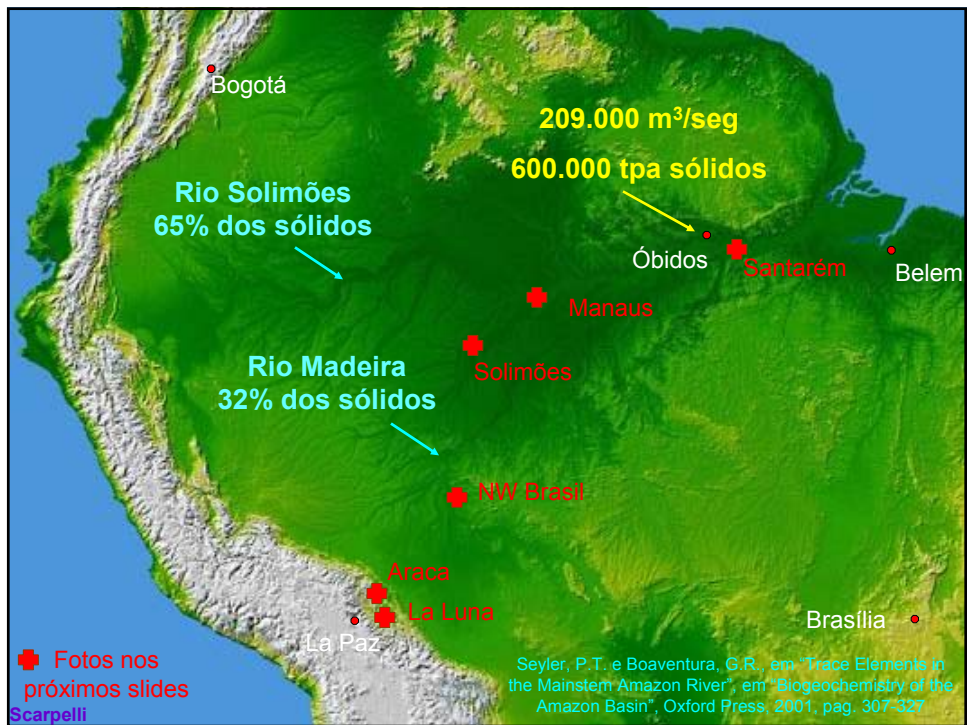 Bogotá
209.000 m³/seg
600.000 tpa sólidos
Rio Solimões
65% dos sólidos
Óbidos
Santarém
Belem
Manaus
Solimões
Rio Madeira
32% dos sólidos
NW Brasil
Araca
La Luna
La Paz
Brasília
Fotos nos
próximos slides
Scarpelli
Seyler, P.T. e Boaventura, G.R., em "Trace Elements in
the Mainstem Amazon River", em "Biogeochemistry of the
Amazon Basin", Oxford Press, 2001, pag. 307-327